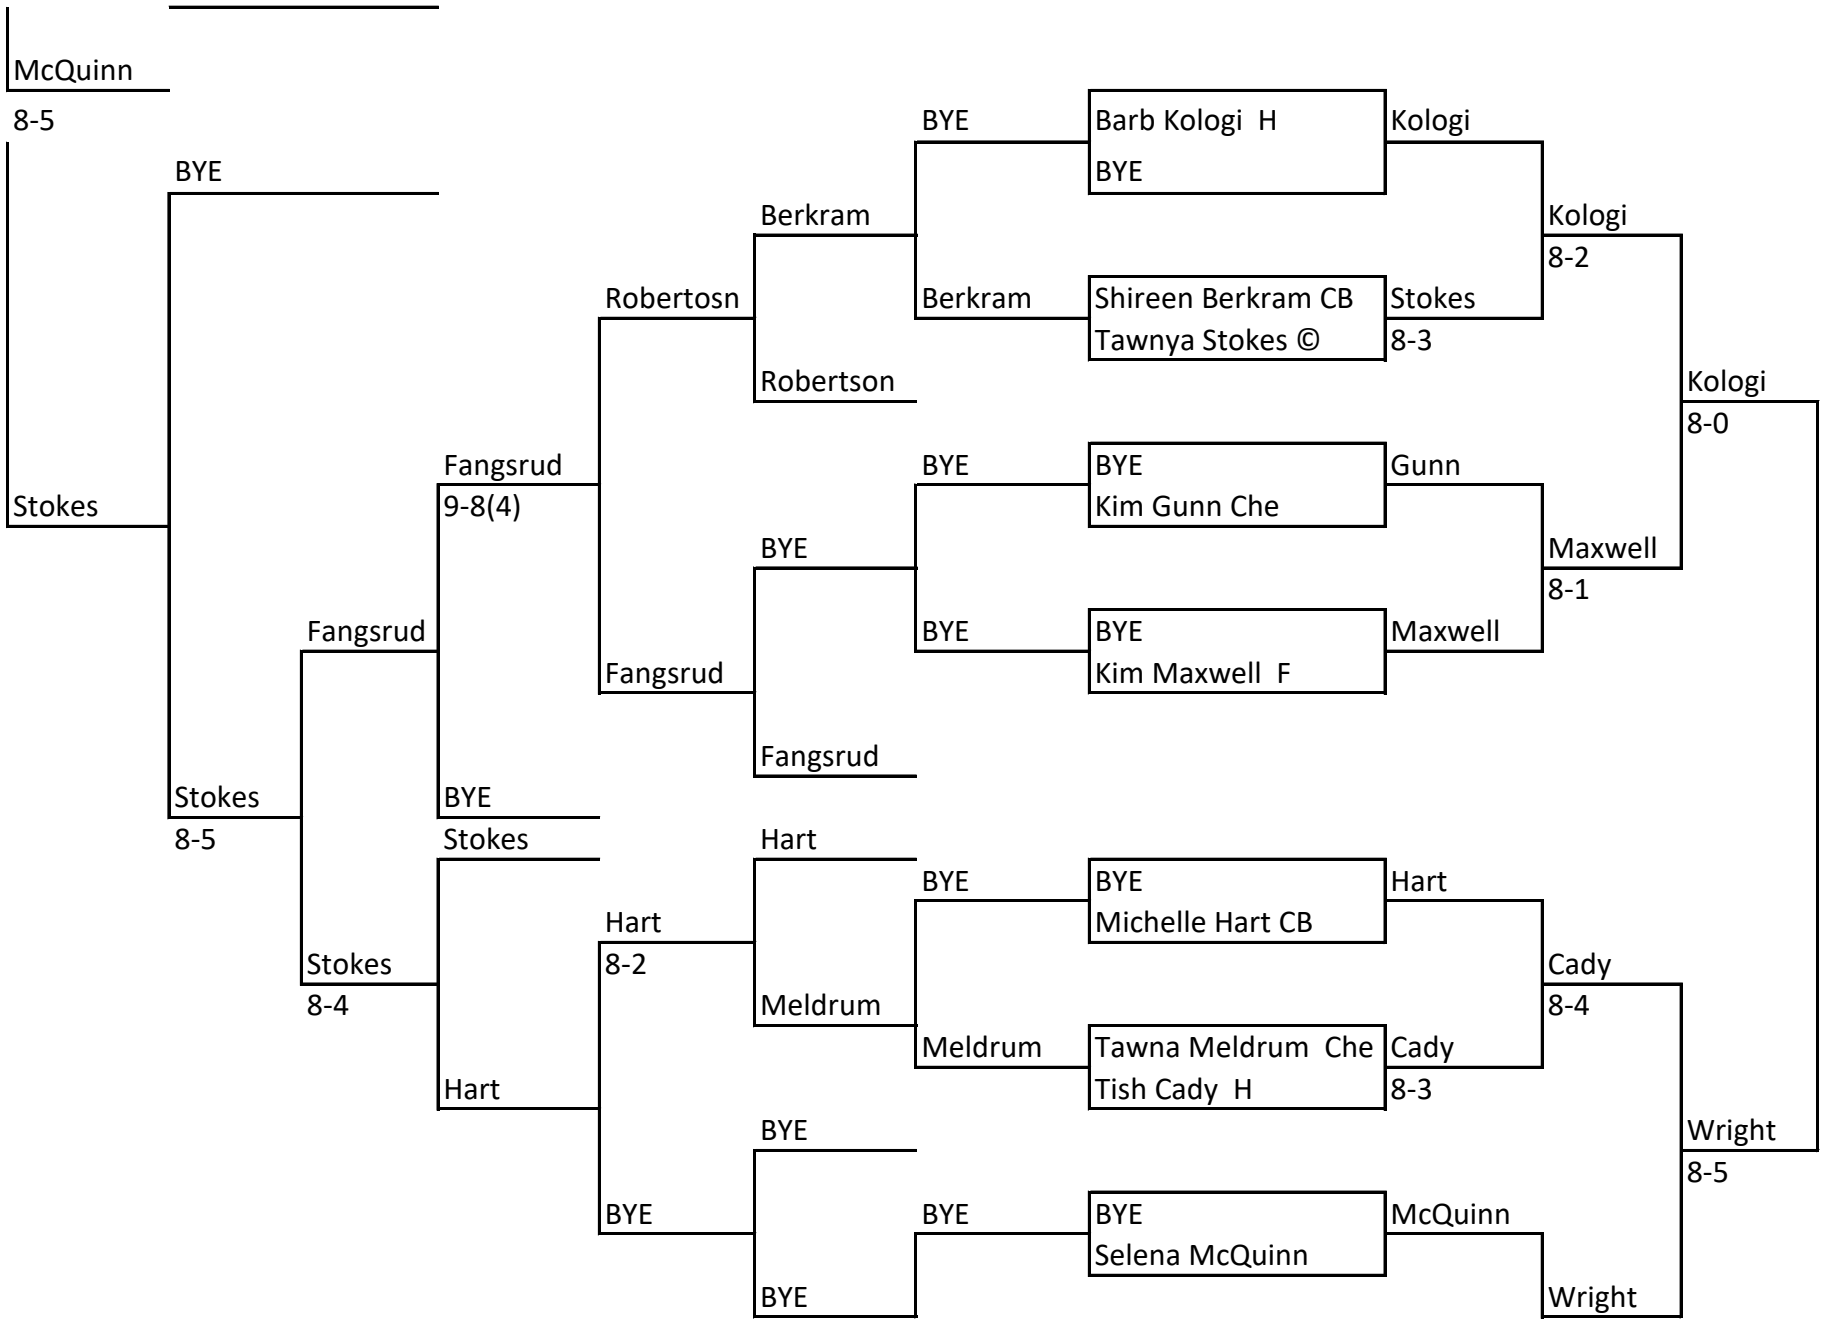 McQuinn
8-5
BYE
Barb Kologi  H
Kologi
BYE
BYE
Berkram
Kologi
8-2
Robertosn
Berkram
Shireen Berkram CB
Stokes
Tawnya Stokes ©
8-3
Robertson
Kologi
8-0
Fangsrud
BYE
BYE
Gunn
Stokes
9-8(4)
Kim Gunn Che
BYE
Maxwell
8-1
Fangsrud
BYE
BYE
Maxwell
Fangsrud
Kim Maxwell  F
Fangsrud
Stokes
BYE
8-5
Stokes
Hart
BYE
BYE
Hart
Hart
Michelle Hart CB
Stokes
8-2
Cady
8-4
Meldrum
8-4
Meldrum
Tawna Meldrum  Che
Cady
Hart
Tish Cady  H
8-3
BYE
Wright
8-5
BYE
BYE
BYE
McQuinn
Selena McQuinn
BYE
Wright